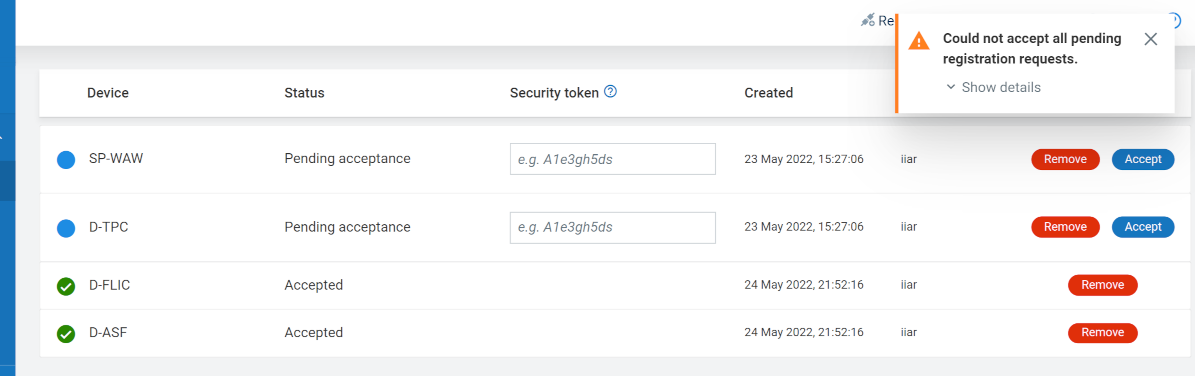 Re
Could not accept all pending
registration requests.
Show details
Device Status Security token Created
SP-WAW Pending acceptance e.g. A1e3gh5ds 23 May 2022, 15:27:06 iiar Remove Accept
D-TPC Pending acceptance e.g. A1e3gh5ds 23 May 2022, 15:27:06 iiar Remove Accept
D-FLIC Accepted 24 May 2022, 21:52:16 iiar Remove
D-ASF Accepted 24 May 2022, 21:52:16 iiar Remove